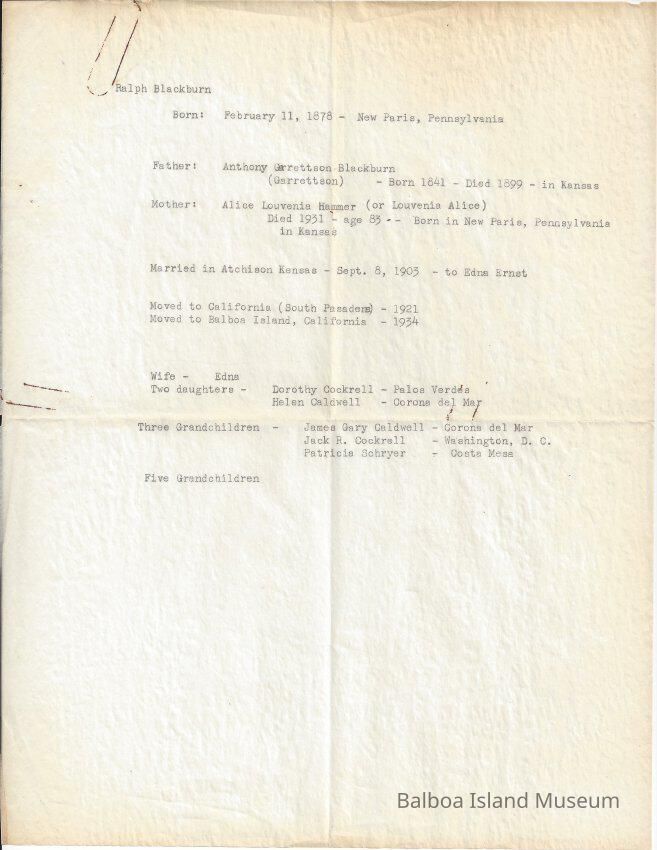 Ralph Blackburn
Born: February 11, 1878 - New Paris, Pennsylvania
Father: Anthony Garrettson Blackburn
(Garrettson) - Born 1841 - Died 1899 - in Kansas
Mother: Alice Louvenia Hammer (or Louvenia Alice)
Died 1931 - age 83 -- Born in New Paris, Pennsylvania
in Kansas
Married in Atchison Kansas - Sept. 8, 1903 - to Edna Ernst
Moved to California (South Pasadena) - 1921
Moved to Balboa Island, California - 1934
Wife - Edna
Two daughters - Dorothy Cockrell - Palos Verdes
Helen Caldwell - Corona del Mar
Three Grandchildren - James Gary Caldwell - Corona del Mar
Jack R. Cockrell - Washington, D. C.
Patricia Schryer - Costa Mesa
Five Grandchildren
Balboa Island Museum